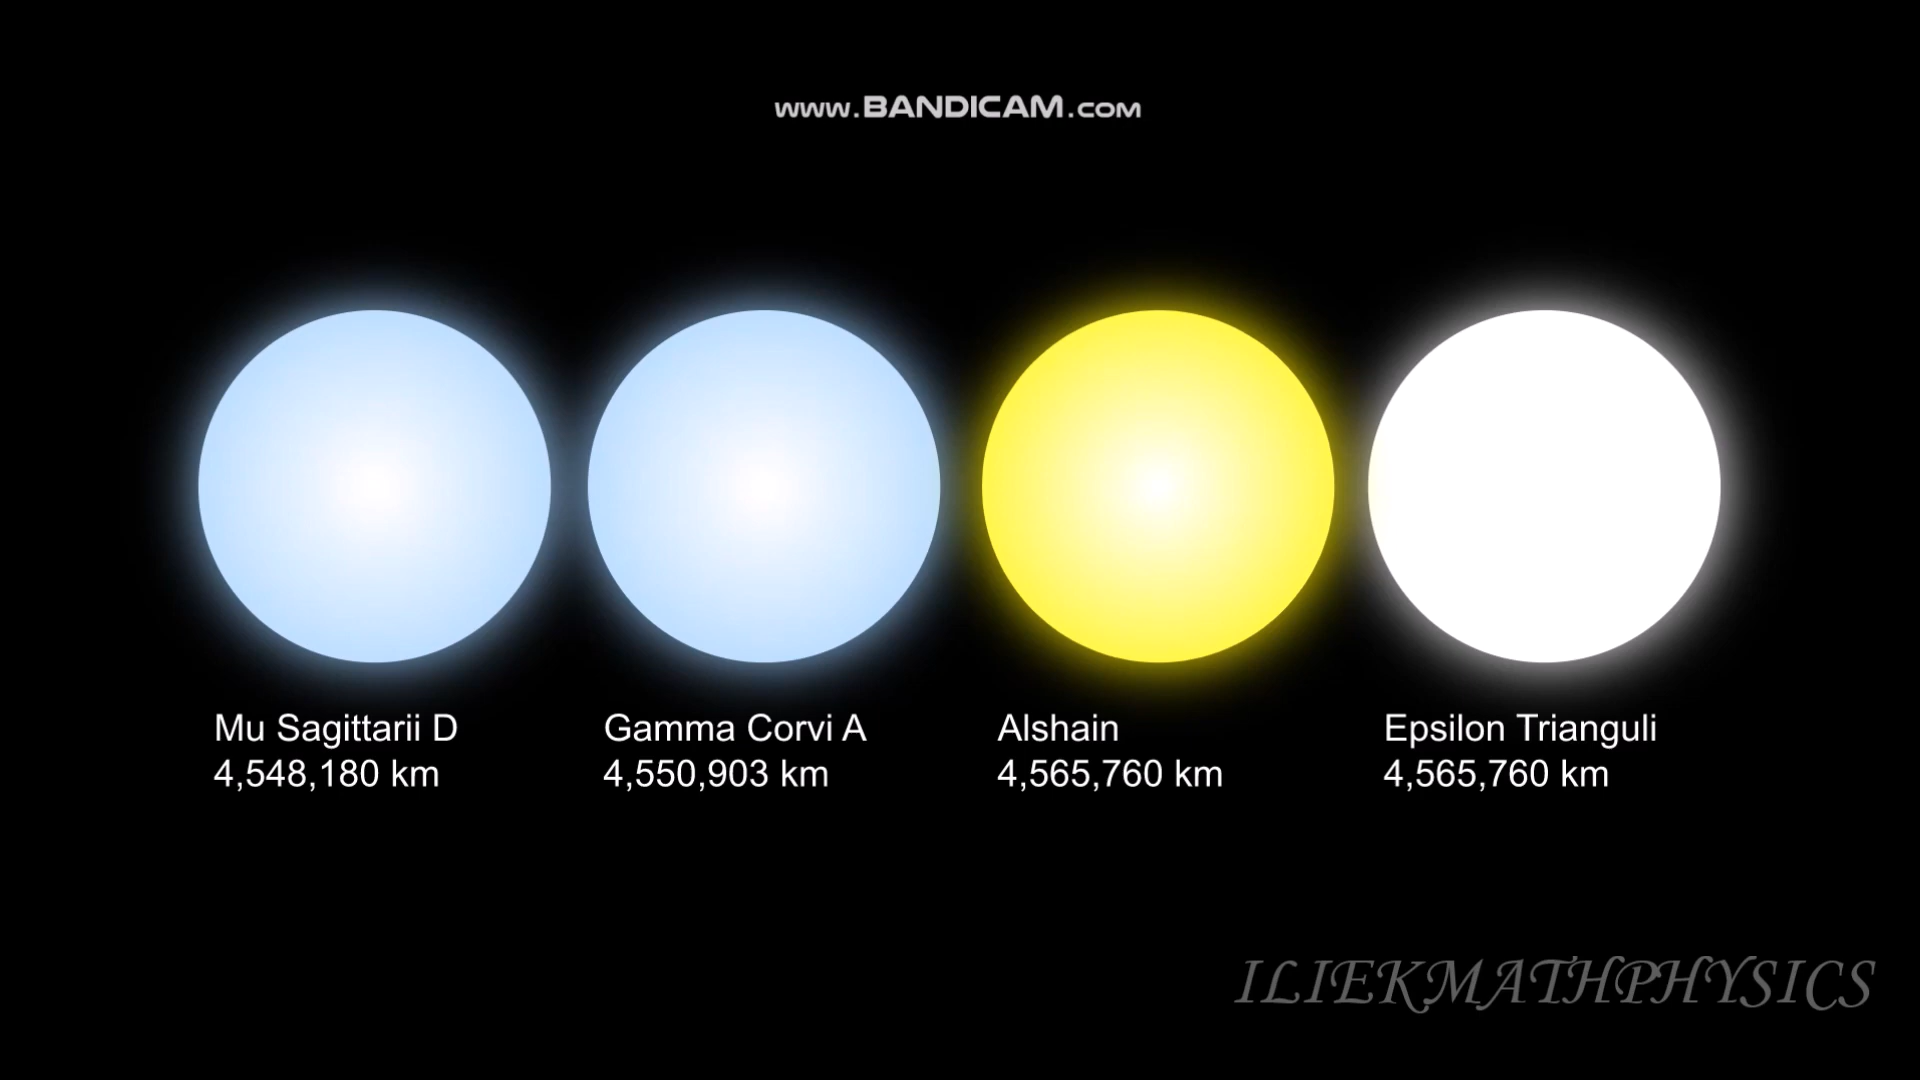 www.BANDICAM.com
Mu Sagittarii D
4,548,180 km
Gamma Corvi A
4,550,903 km
Alshain
4,565,760 km
Epsilon Trianguli
4,565,760 km
ILIEKMATHPHYSICS